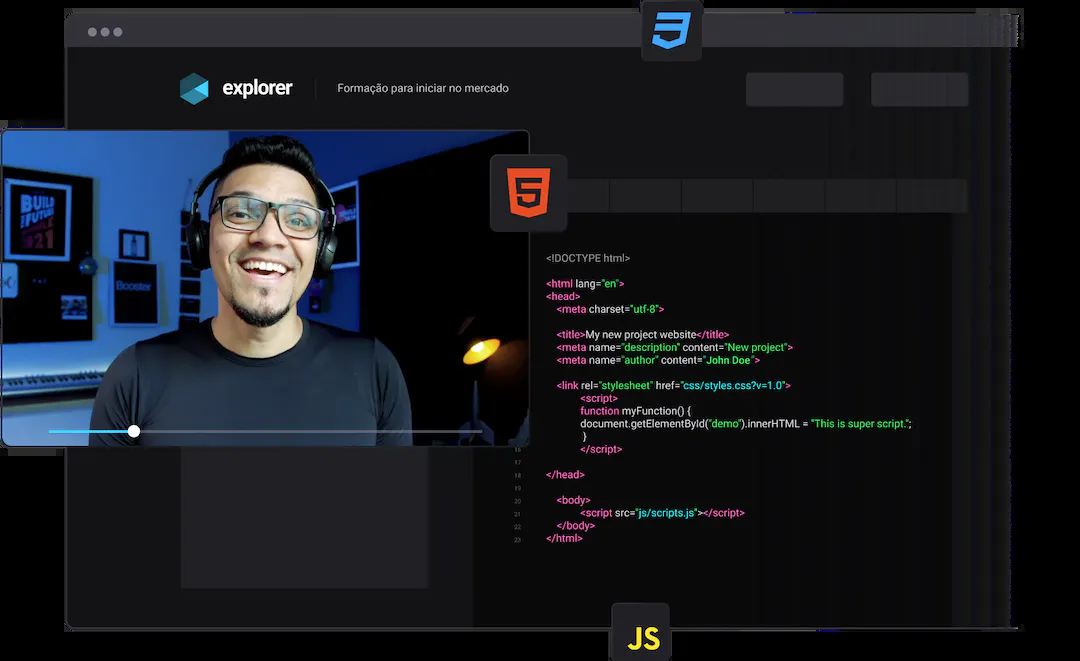 explorer
Formação para iniciar no mercado
BUILD
FUTURE
2021
Booster
5
<!DOCTYPE html>
<html lang="en">
<head>
<meta charset="utf-8">
<title>My new project website</title>
<meta name="description" content="New project">
<meta name="author" content="John Doe">
<link rel="stylesheet" href="css/styles.css?v=1.0">
<script>
function myFunction() {
document.getElementById("demo").innerHTML = "This is super script.";
}
</script>
16
17
18 </head>
19
20 <body>
21 <script src="js/scripts.js"></script>
22 </body>
23 </html>
JS